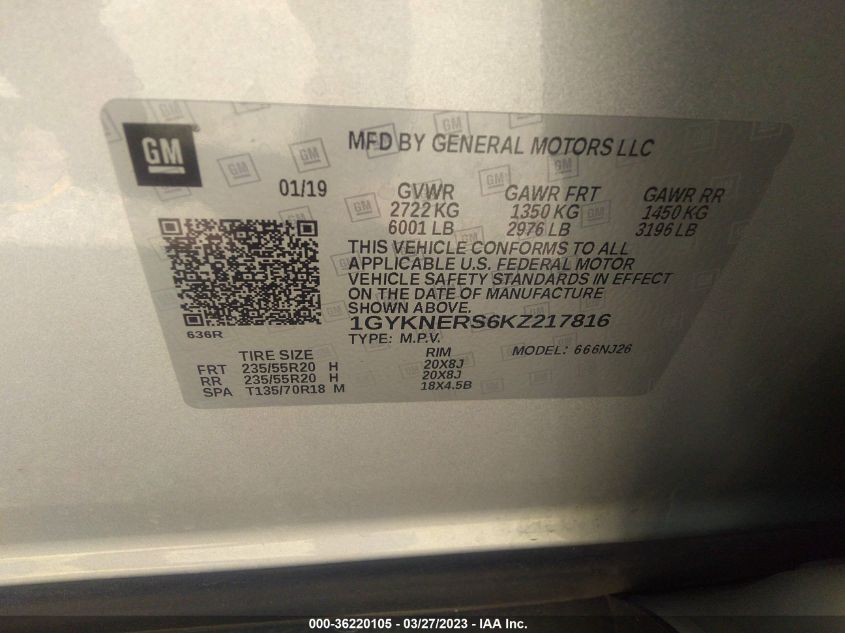 GM
MFD BY GENERAL MOTORS LLC
01/19 GVWR GAWR FRT GAWR RR
2722 KG 1350 KG 1450 KG
6001 LB 2976 LB 3196 LB
THIS VEHICLE CONFORMS TO ALL
APPLICABLE U.S. FEDERAL MOTOR
VEHICLE SAFETY STANDARDS IN EFFECT
ON THE DATE OF MANUFACTURE
SHOWN ABOVE.
1GYKNERS6KZ217816
636R
TYPE: M.P.V. MODEL: 666NJ26
TIRE SIZE RIM
FRT 235/55R20 H 20X8J
RR 235/55R20 H 20X8J
SPA T135/70R18 M 18X4.5B
000-36220105 - 03/27/2023 - IAA Inc.